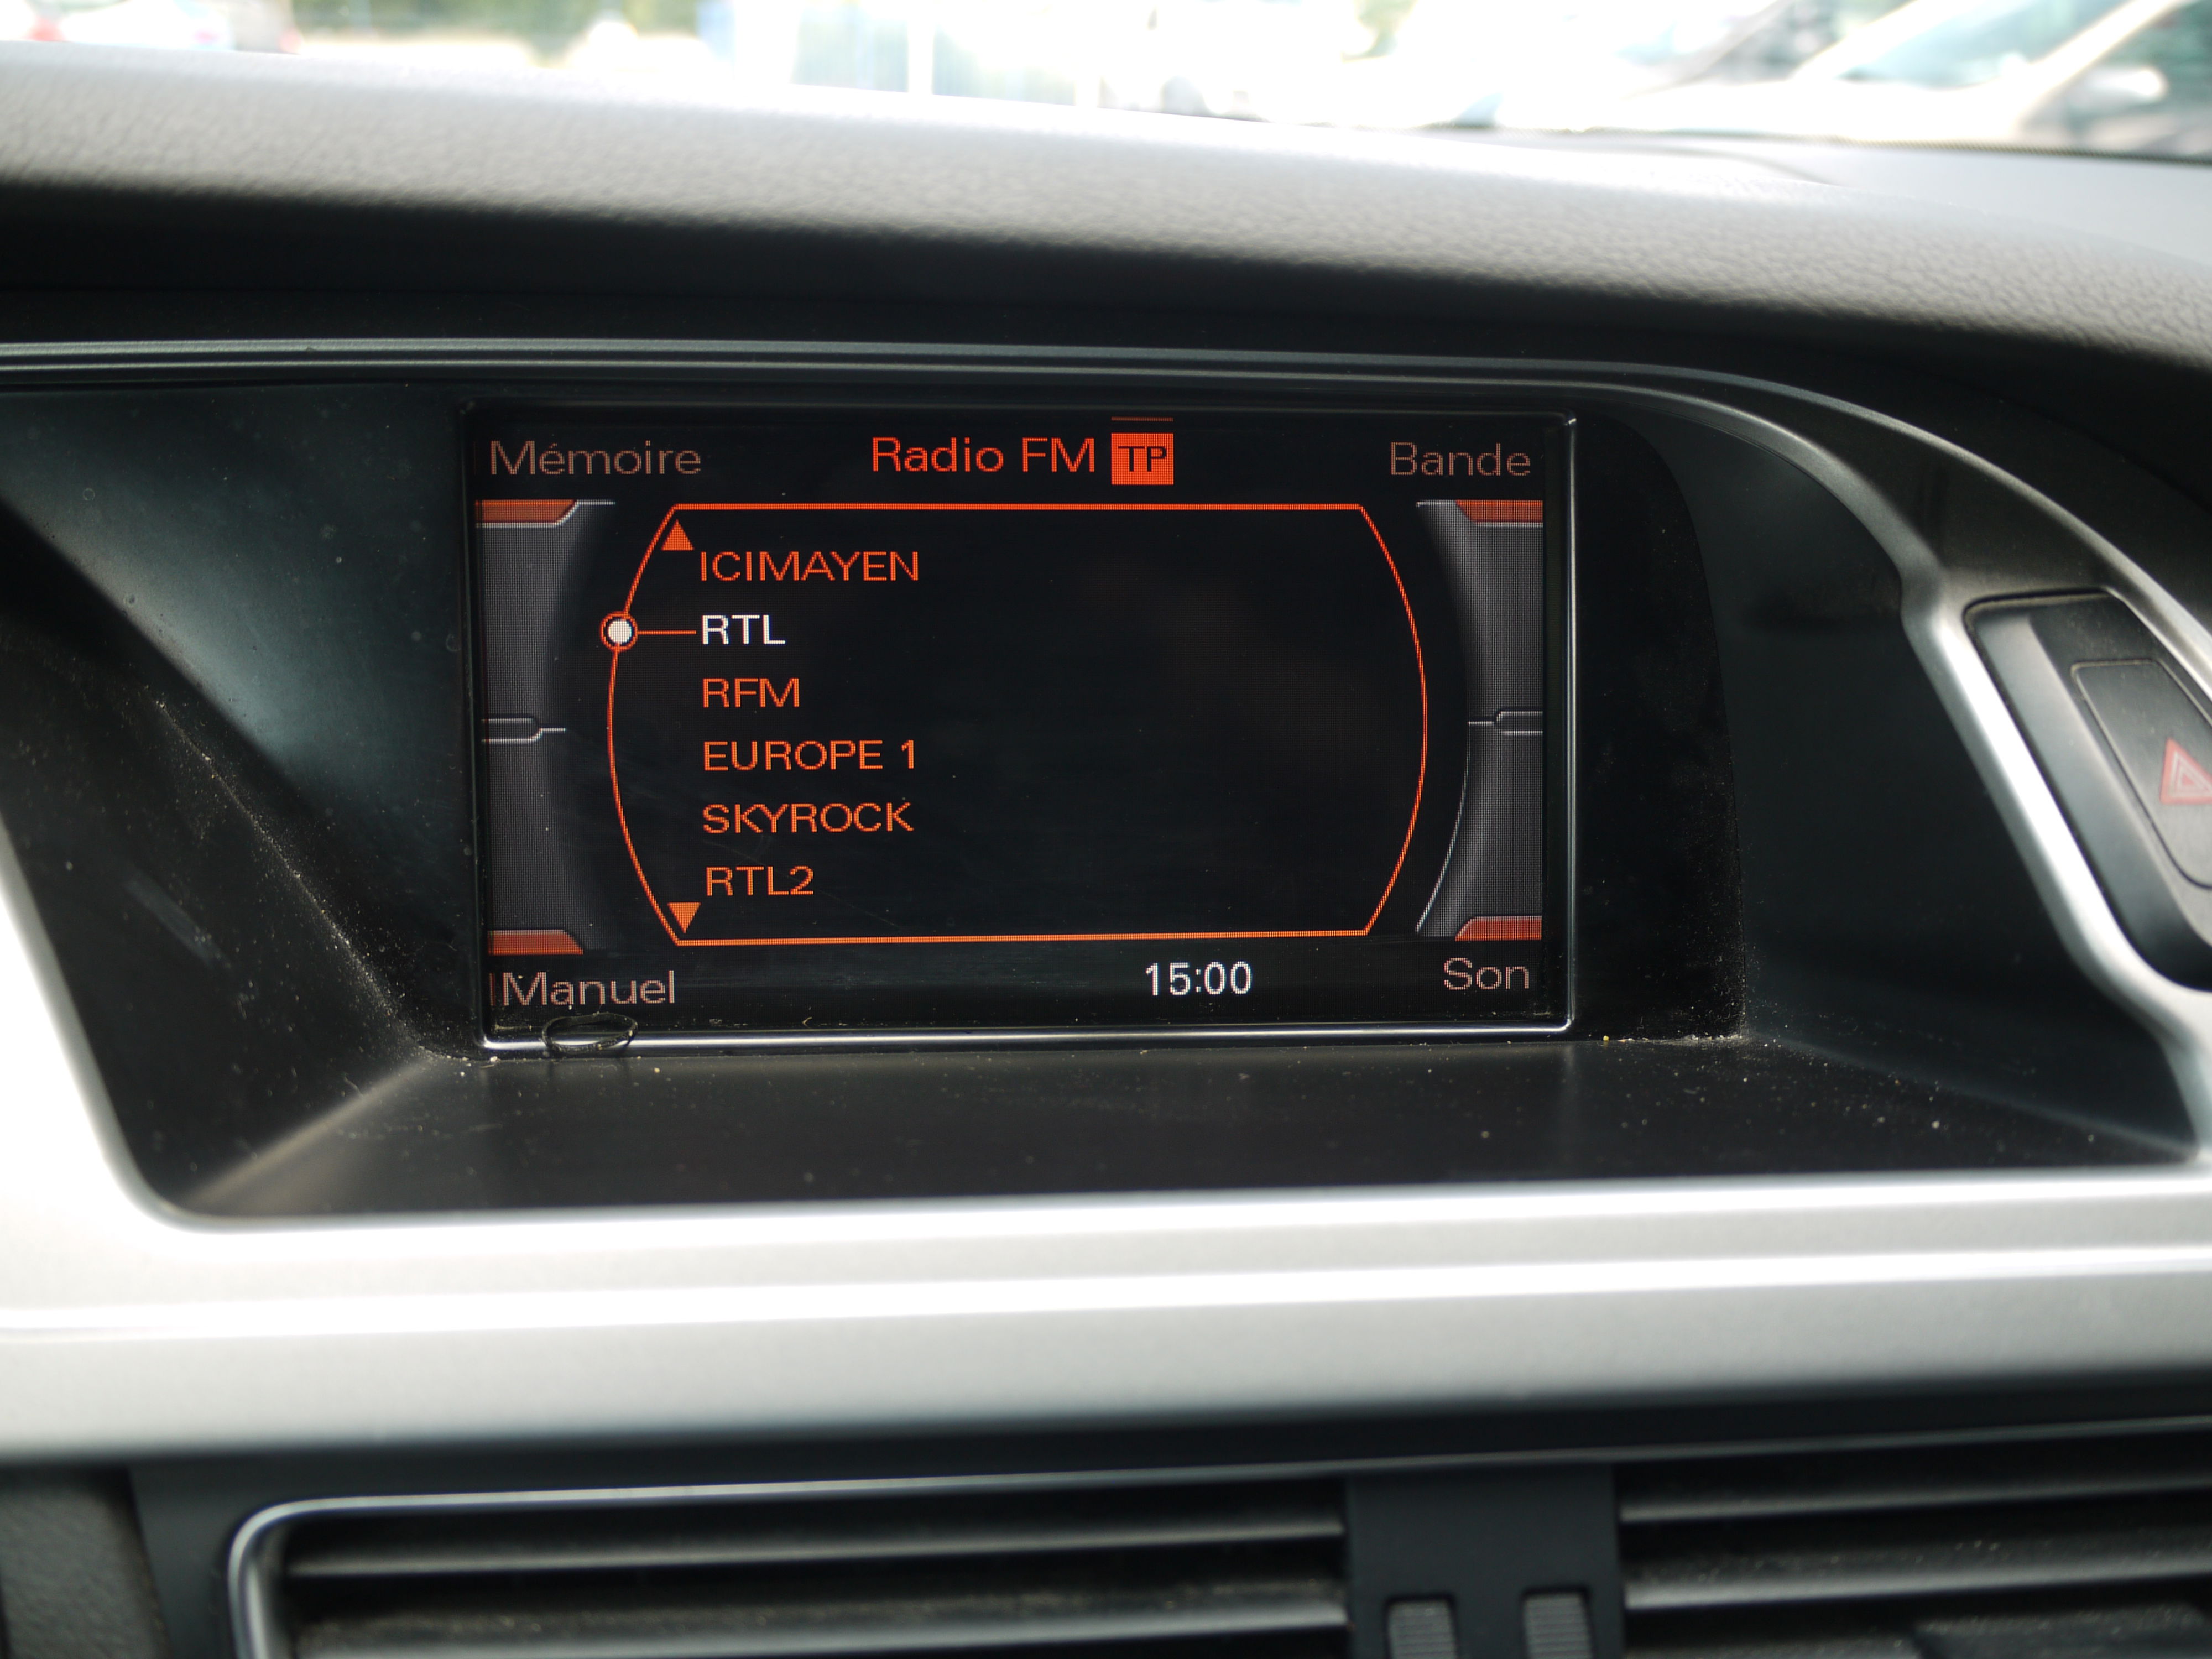 Mémoire Radio FM TP Bande
ICIMAYEN
RTL
RFM
EUROPE 1
SKYROCK
RTL2
Manuel 15:00 Son